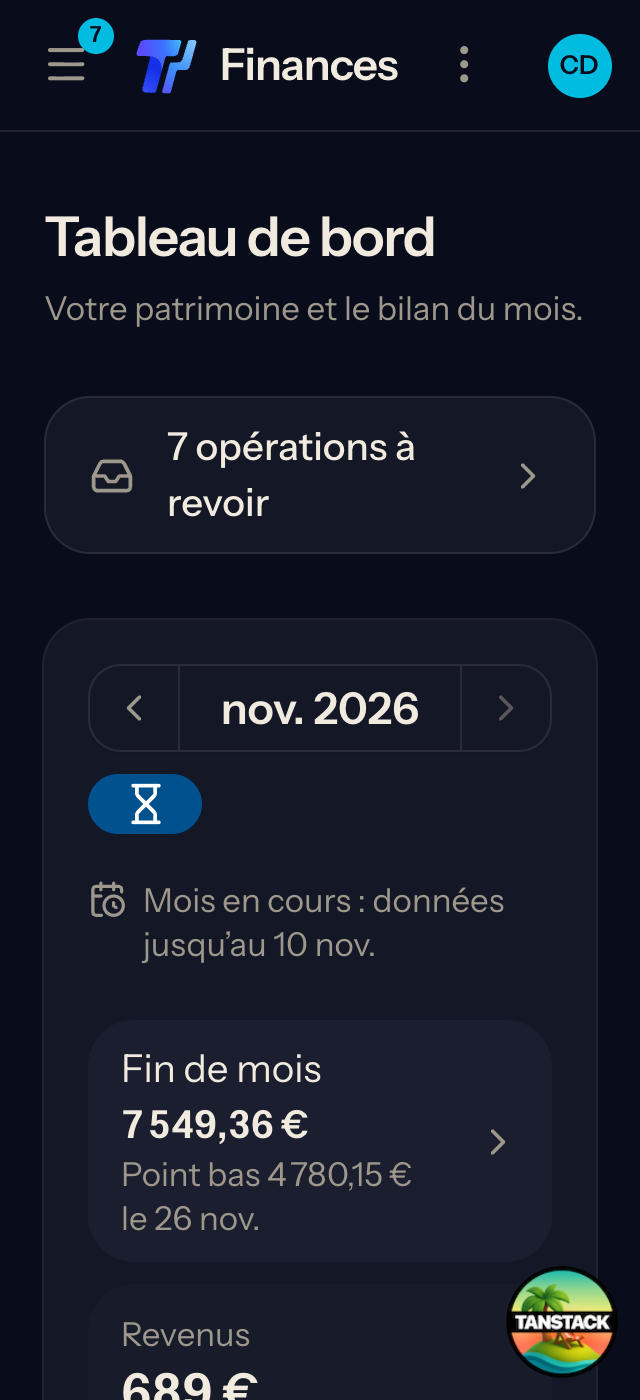 7
Finances
CD
Tableau de bord
Votre patrimoine et le bilan du mois.
7 opérations à
revoir
nov. 2026
Mois en cours : données
jusqu’au 10 nov.
Fin de mois
7 549,36 €
Point bas 4 780,15 €
le 26 nov.
TANSTACK
Revenus
689 €